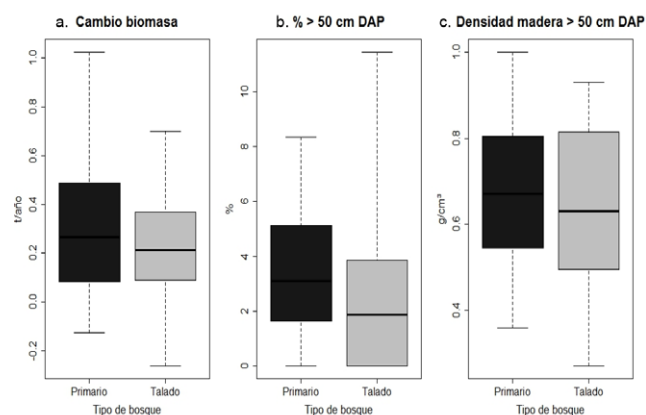 a. Cambio biomasa
t/año
1.0
0.8
0.6
0.4
0.2
0.0
-0.2
Primario Talado
Tipo de bosque
b. % > 50 cm DAP
%
10
8
6
4
2
0
Primario Talado
Tipo de bosque
c. Densidad madera > 50 cm DAP
g/cm³
1.0
0.8
0.6
0.4
Primario Talado
Tipo de bosque